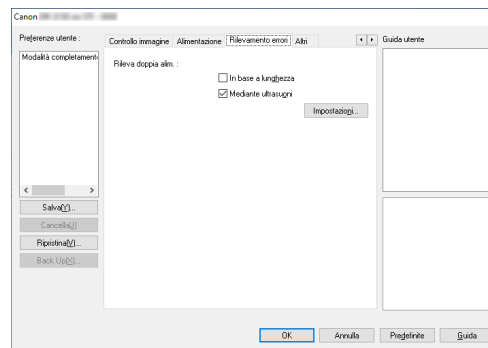 Canon
Preferenze utente :
Modalità completament
Salva(Y)...
Cancella(J)
Ripristina(V)...
Back Up(X)...
Controllo immagine
Alimentazione
Rilevamento errori
Altri
Rileva doppia alim. :
In base a lunghezza
Mediante ultrasuoni
Impostazioni...
Guida utente
OK
Annulla
Predefinite
Guida